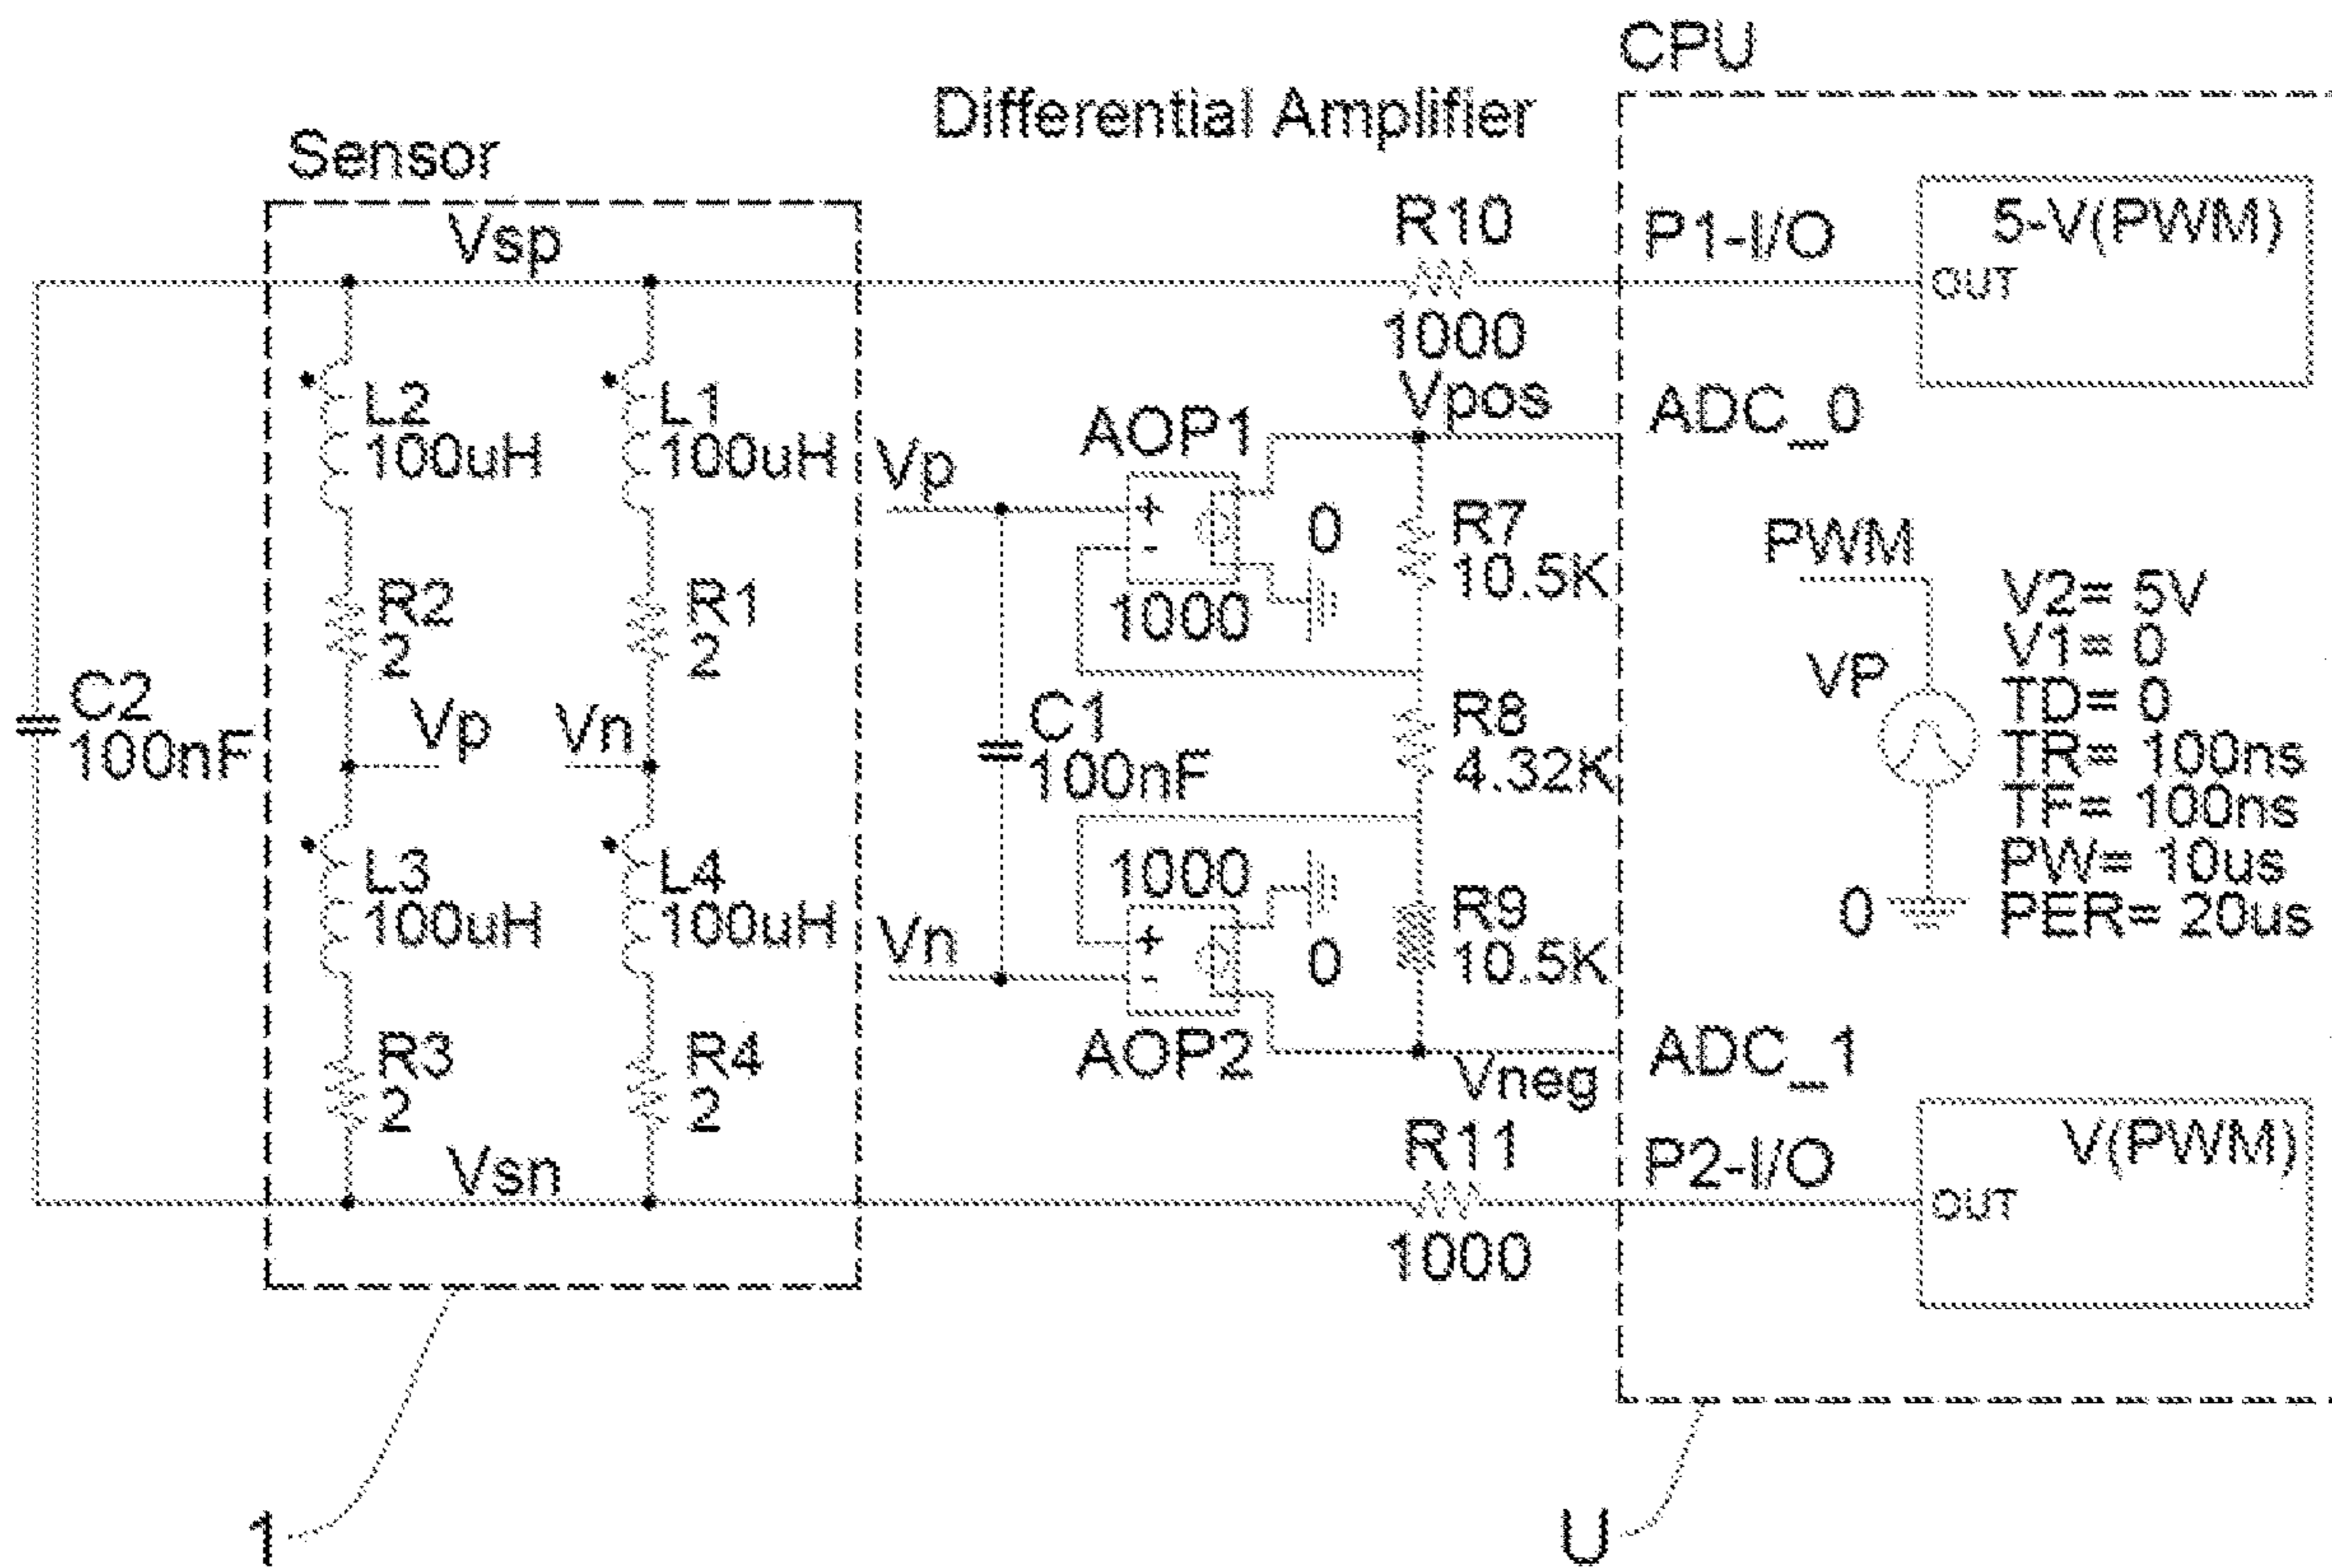 CPU
Differential Amplifier
Sensor
Vsp
R10
1000
P1-I/O
5-V(PWM)
OUT
L2
100uH
L1
100uH
Vp
AOP1
+
-
1000
0
Vpos
ADC_0
R7
10.5K
PWM
VP
0
V2= 5V
V1= 0
TD= 0
TR= 100ns
TF= 100ns
PW= 10us
PER= 20us
R2
2
R1
2
C2
100nF
Vp
Vn
C1
100nF
R8
4.32K
L3
100uH
L4
100uH
1000
Vn
+
-
AOP2
0
R9
10.5K
R3
2
R4
2
Vneg
ADC_1
Vsn
R11
1000
P2-I/O
V(PWM)
OUT
1
U